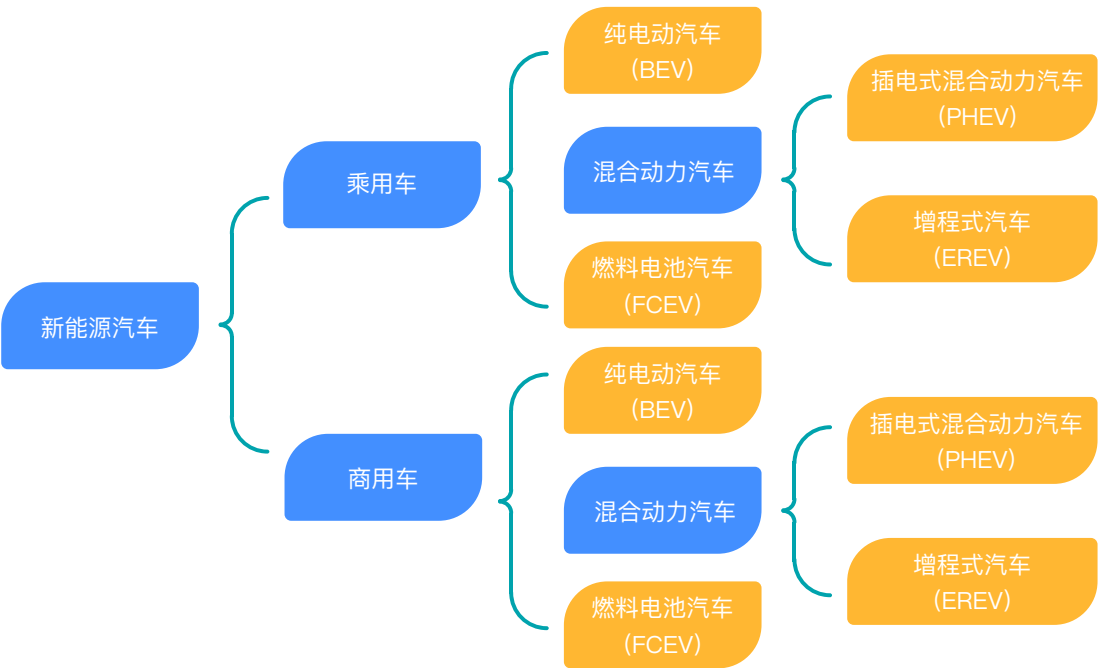 新能源汽车
乘用车
纯电动汽车
(BEV)
混合动力汽车
插电式混合动力汽车
(PHEV)
增程式汽车
(EREV)
燃料电池汽车
(FCEV)
商用车
纯电动汽车
(BEV)
混合动力汽车
插电式混合动力汽车
(PHEV)
增程式汽车
(EREV)
燃料电池汽车
(FCEV)